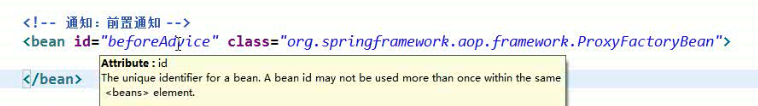 <!-- 通知：前置通知 -->
<bean id="beforeAdvice" class="org.springframework.aop.framework.ProxyFactoryBean">
Attribute : id
The unique identifier for a bean. A bean id may not be used more than once within the same
<beans> element.
</bean>